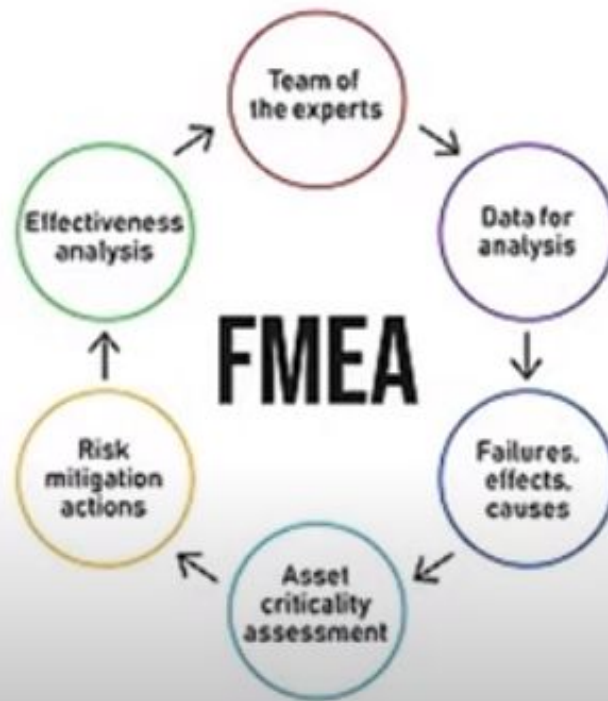 Team of
the experts
Data for
analysis
Failures,
effects,
causes
Asset
criticality
assessment
Risk
mitigation
actions
Effectiveness
analysis
FMEA